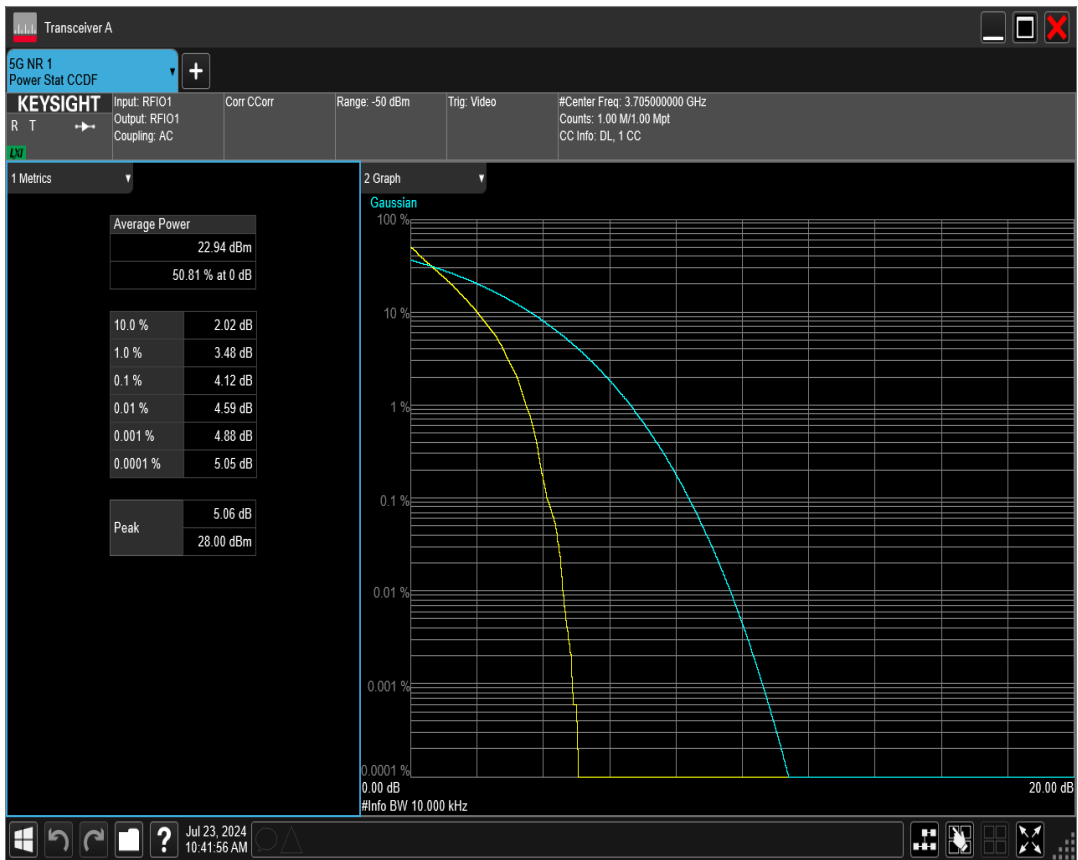 Transceiver A
5G NR 1
Power Stat CCDF
+
KEYSIGHT
R T
LXI
Input: RFIO1
Output: RFIO1
Coupling: AC
Corr CCorr
Range: -50 dBm
Trig: Video
#Center Freq: 3.705000000 GHz
Counts: 1.00 M/1.00 Mpt
CC Info: DL, 1 CC
1 Metrics
Average Power
22.94 dBm
50.81 % at 0 dB
10.0 % 2.02 dB
1.0 % 3.48 dB
0.1 % 4.12 dB
0.01 % 4.59 dB
0.001 % 4.88 dB
0.0001 % 5.05 dB
Peak
5.06 dB
28.00 dBm
2 Graph
Gaussian
100 %
10 %
1 %
0.1 %
0.01 %
0.001 %
0.0001 %
0.00 dB
20.00 dB
#Info BW 10.000 kHz
?
Jul 23, 2024
10:41:56 AM